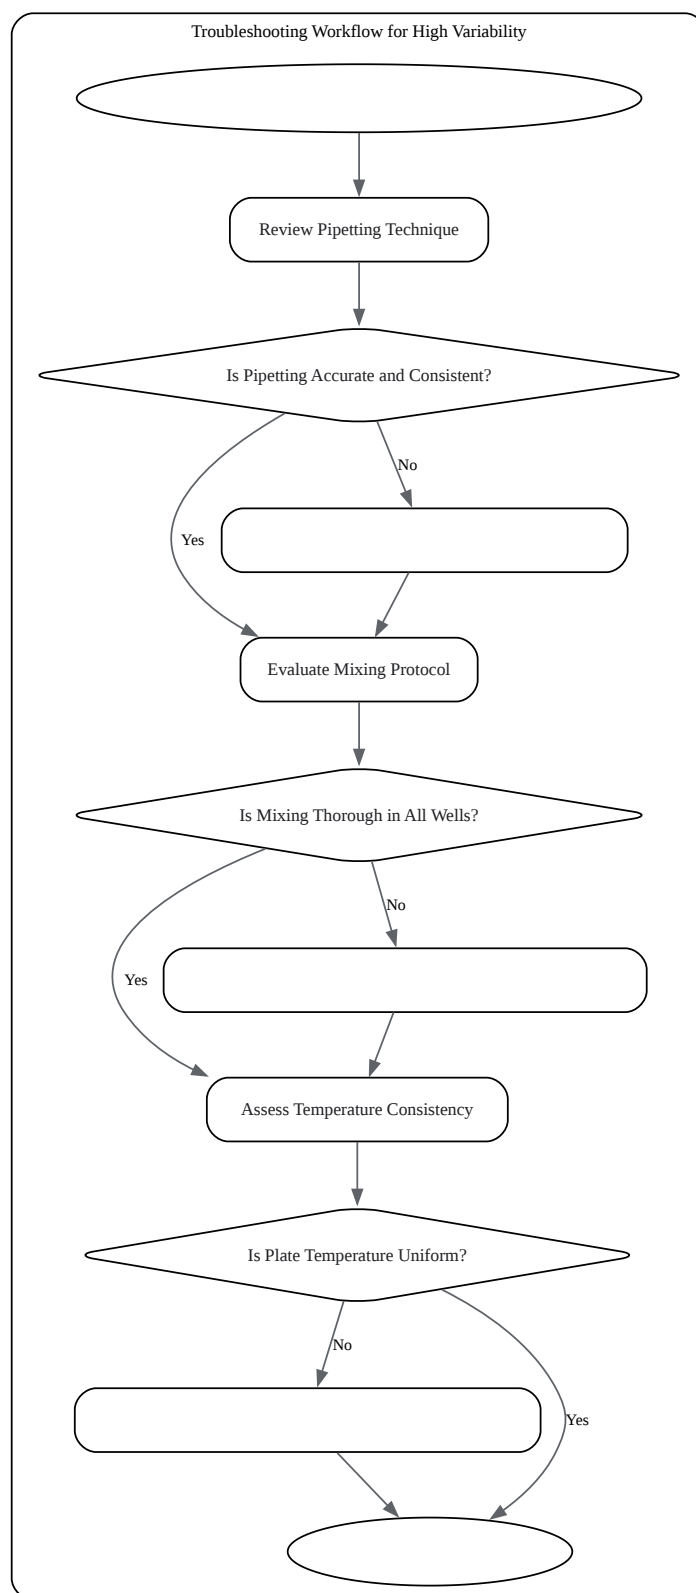 Troubleshooting Workflow for High Variability
Review Pipetting Technique
Is Pipetting Accurate and Consistent?
No
Yes
Evaluate Mixing Protocol
Is Mixing Thorough in All Wells?
No
Yes
Assess Temperature Consistency
Is Plate Temperature Uniform?
No
Yes